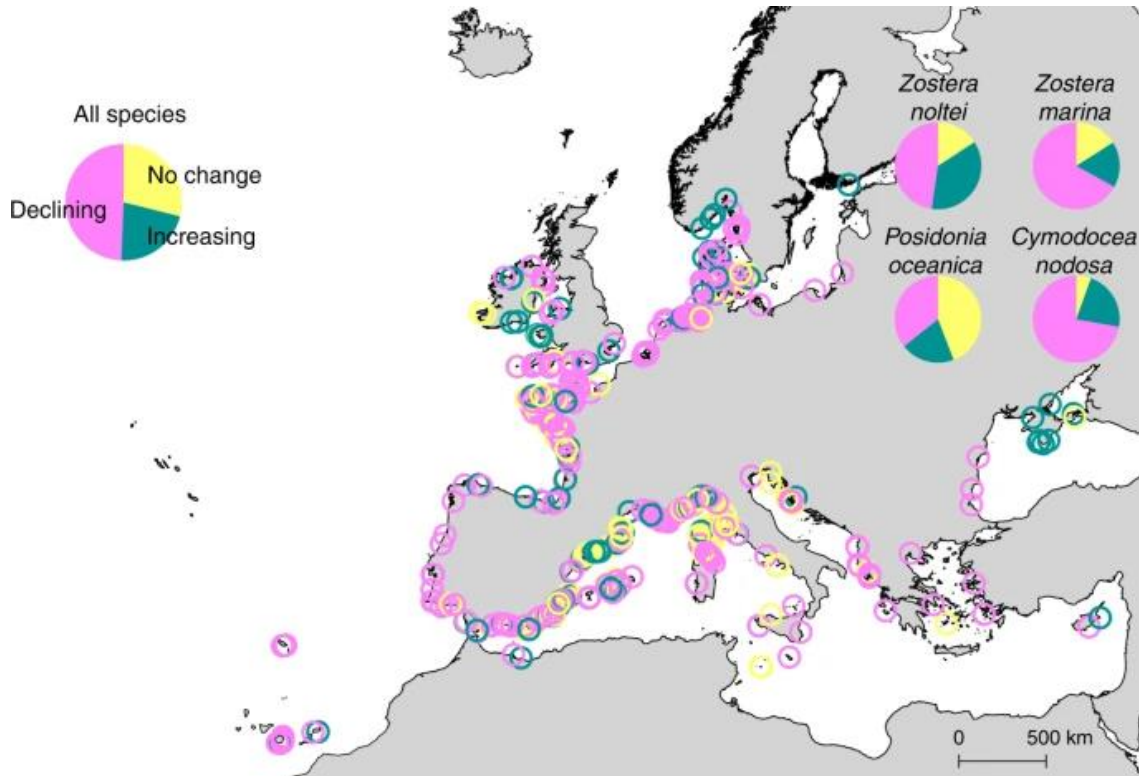 All species
No change
Declining
Increasing
Zostera
noltei
Zostera
marina
Posidonia
oceanica
Cymodocea
nodosa
0 500 km